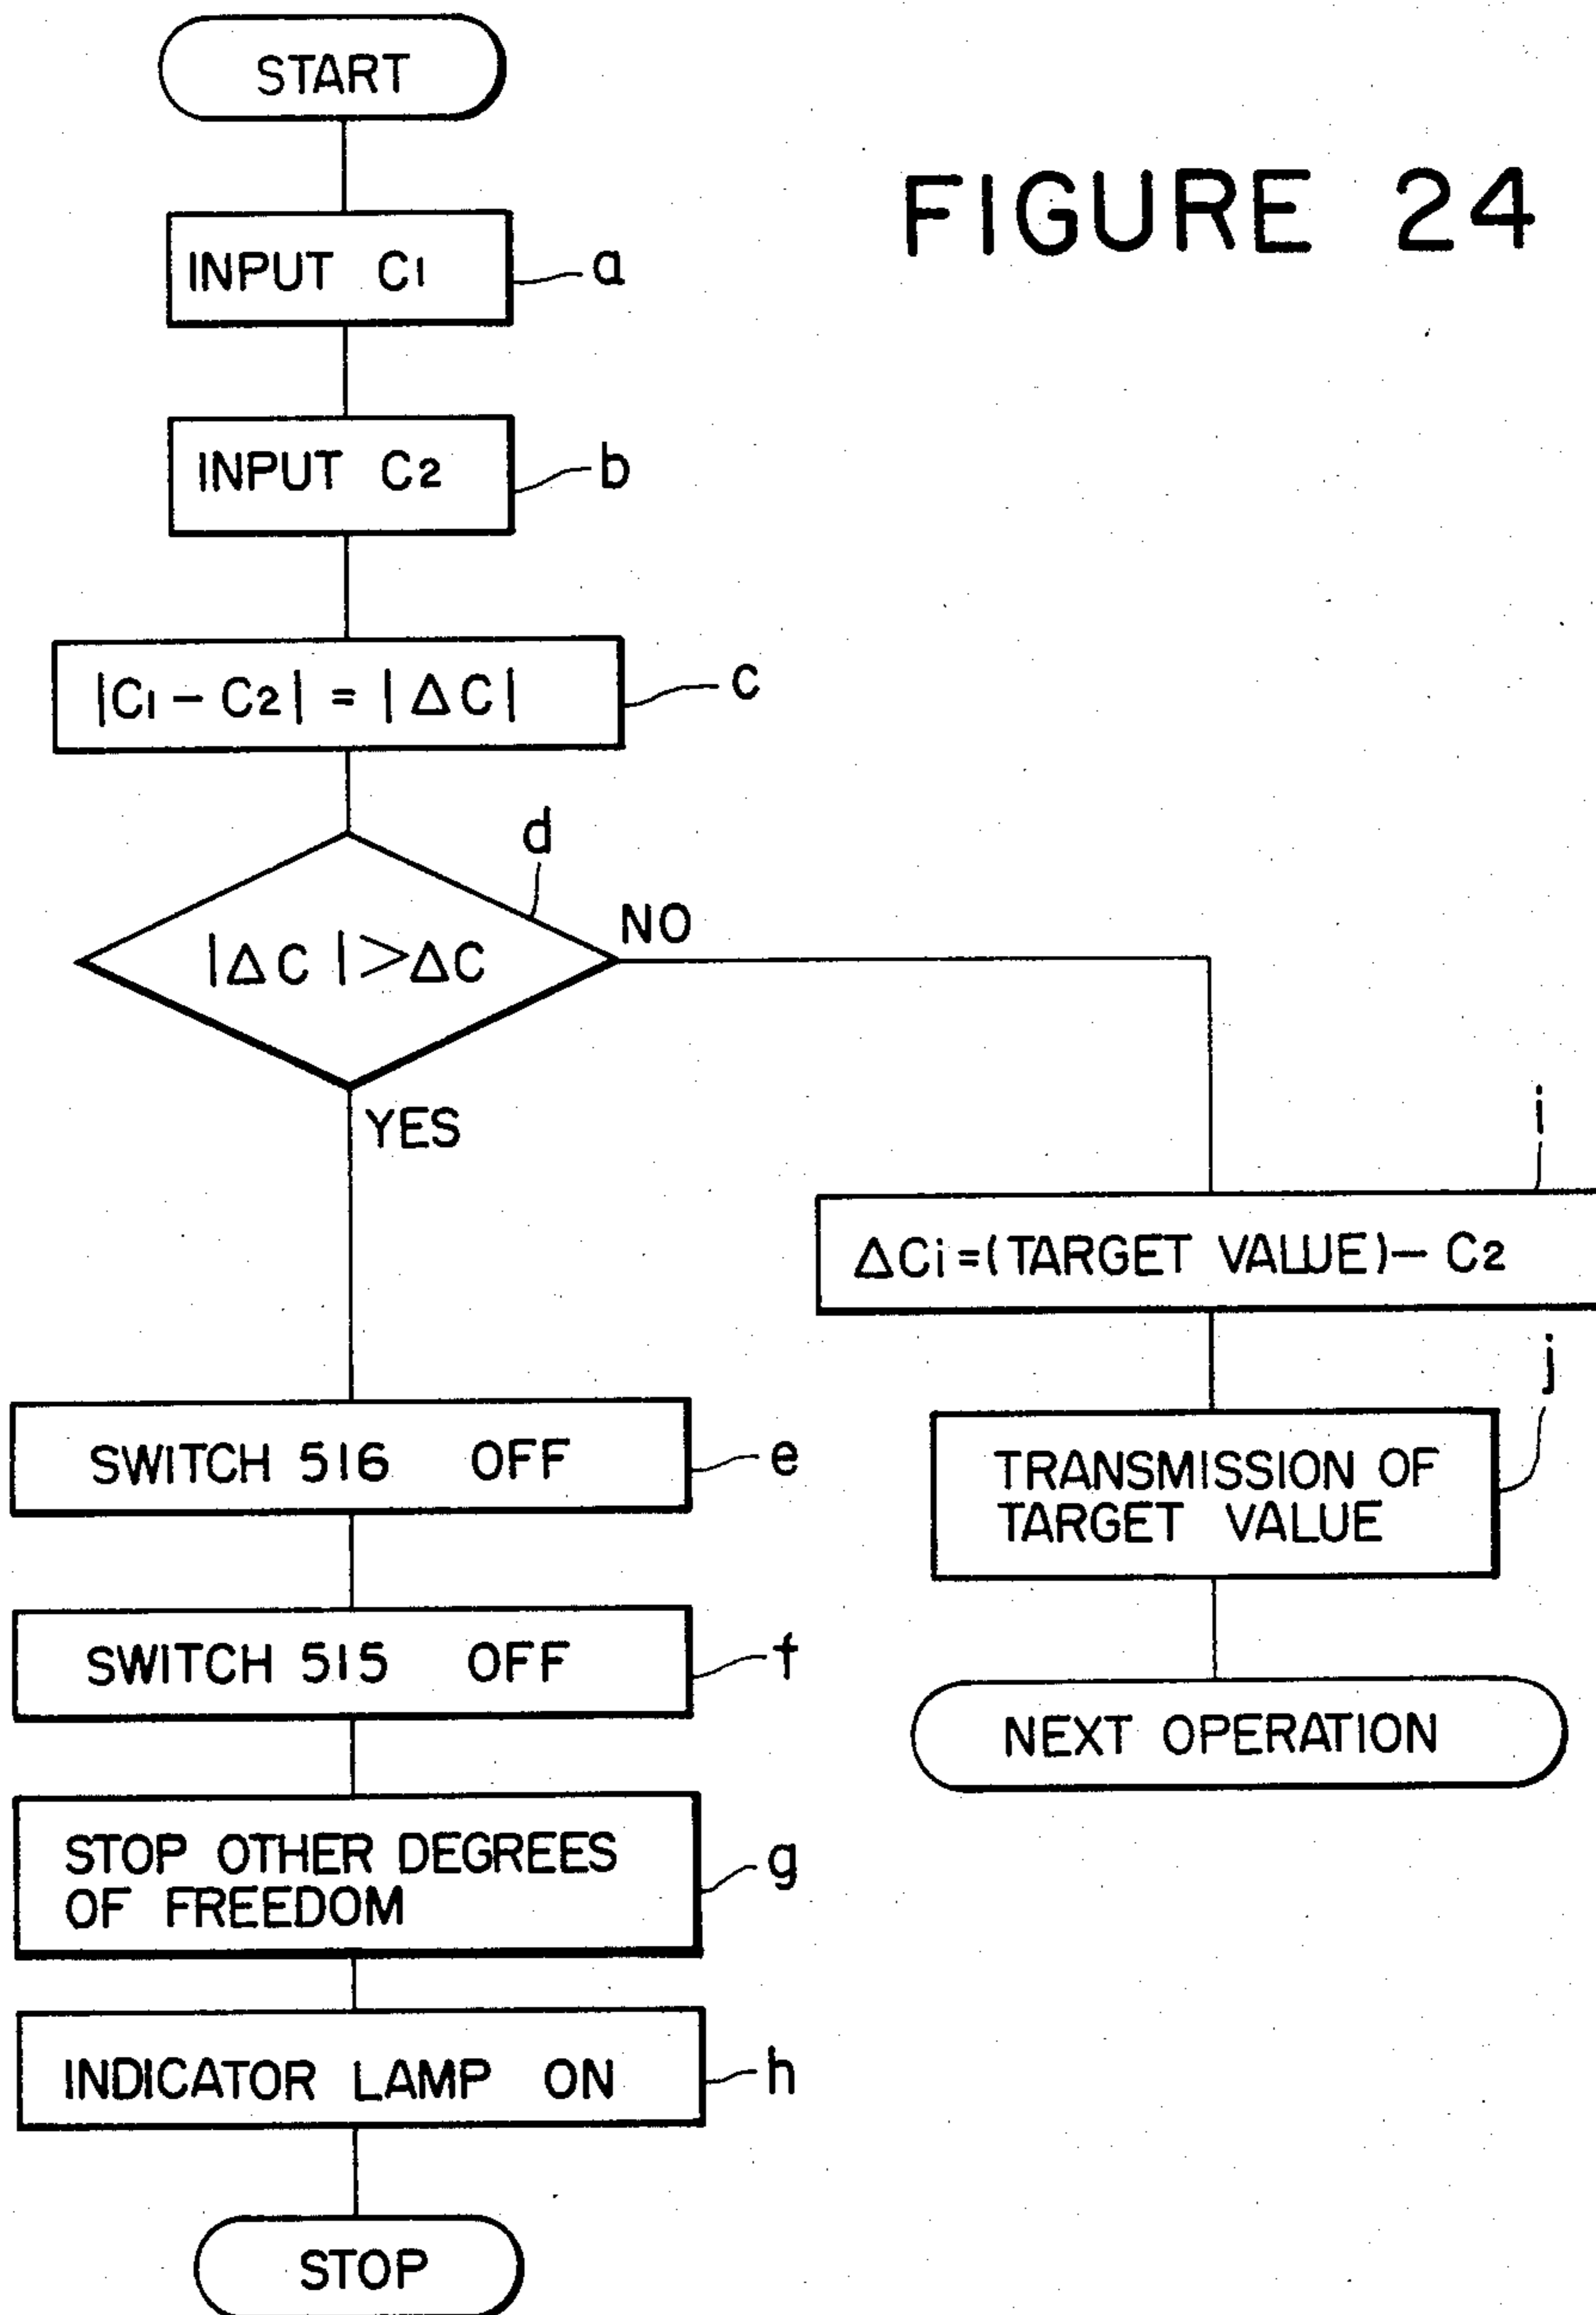 START
FIGURE 24
INPUT C1
a
INPUT C2
b
|C1 – C2| = |ΔC|
c
d
|ΔC|>ΔC
NO
YES
i
ΔCi=(TARGET VALUE)– C2
j
TRANSMISSION OF
TARGET VALUE
NEXT OPERATION
SWITCH 516 OFF
e
SWITCH 515 OFF
f
STOP OTHER DEGREES
OF FREEDOM
g
INDICATOR LAMP ON
h
STOP